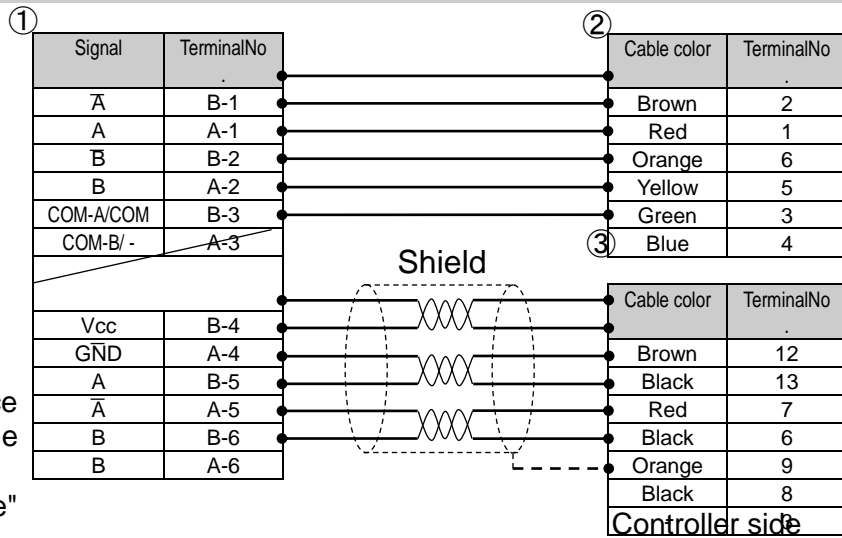 ① ②
Signal TerminalNo.
A̅ B-1
A A-1
B̅ B-2
B A-2
COM-A/COM B-3
COM-B/ - A-3
Vcc B-4
GN̅D A-4
A B-5
A̅ A-5
B B-6
B A-6
Cable color TerminalNo.
Brown 2
Red 1
Orange 6
Yellow 5
Green 3
Blue 4
Shield
③
Cable color TerminalNo.
Brown 12
Black 13
Red 7
Black 6
Orange 9
Black 8
Controller side
e"